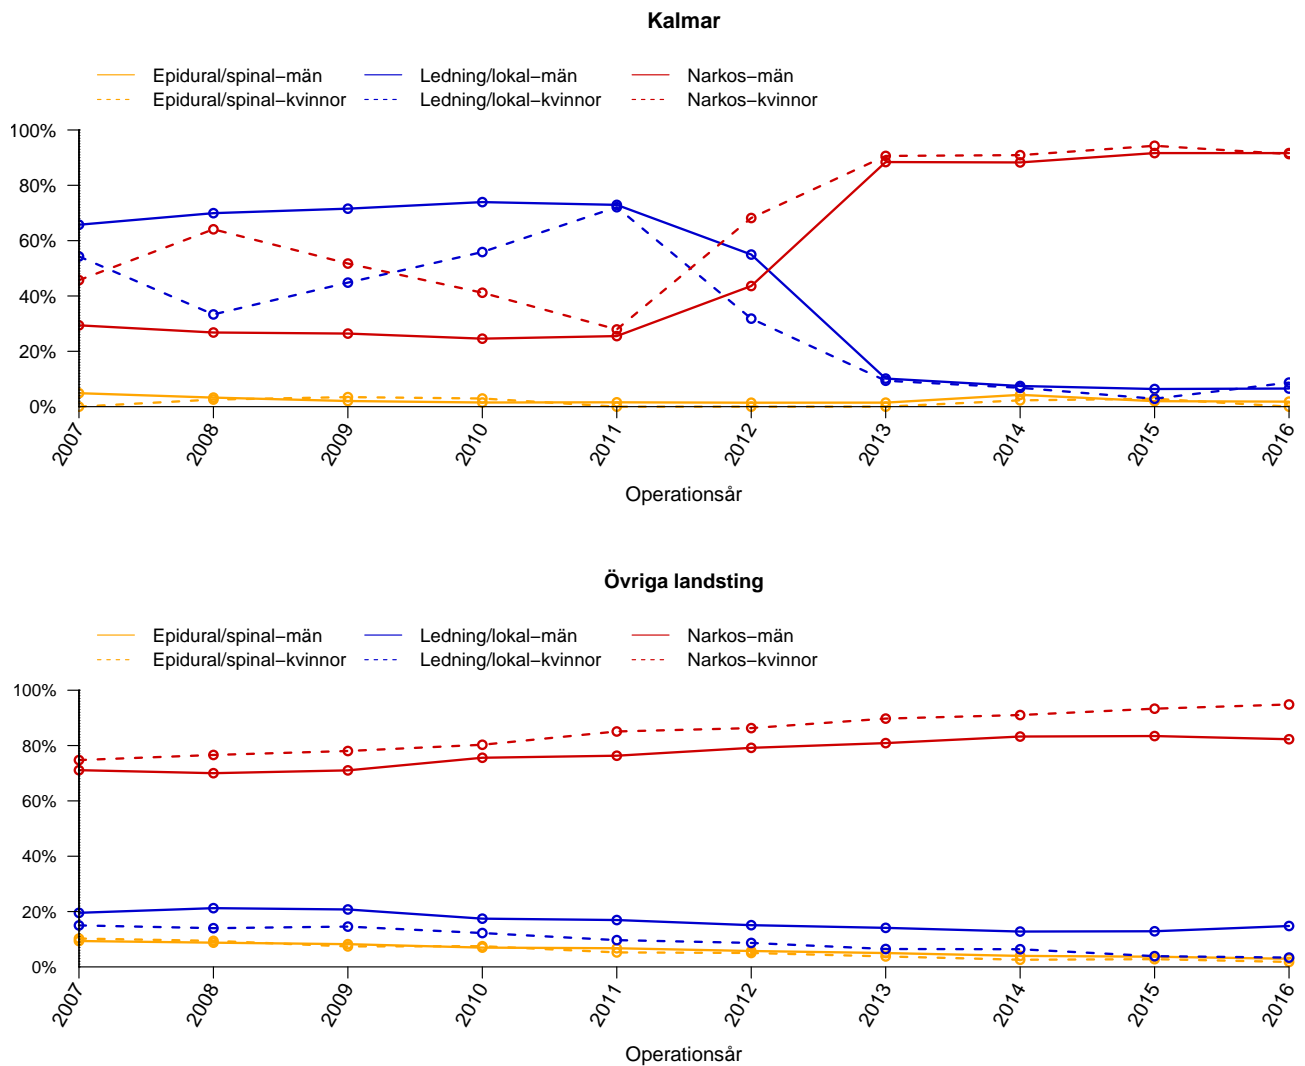 Kalmar
Epidural/spinal−män Ledning/lokal−män Narkos−män
Epidural/spinal−kvinnor Ledning/lokal−kvinnor Narkos−kvinnor
100%
80%
60%
40%
20%
0%
2007 2008 2009 2010 2011 2012 2013 2014 2015 2016
Operationsår
Övriga landsting
Epidural/spinal−män Ledning/lokal−män Narkos−män
Epidural/spinal−kvinnor Ledning/lokal−kvinnor Narkos−kvinnor
100%
80%
60%
40%
20%
0%
2007 2008 2009 2010 2011 2012 2013 2014 2015 2016
Operationsår